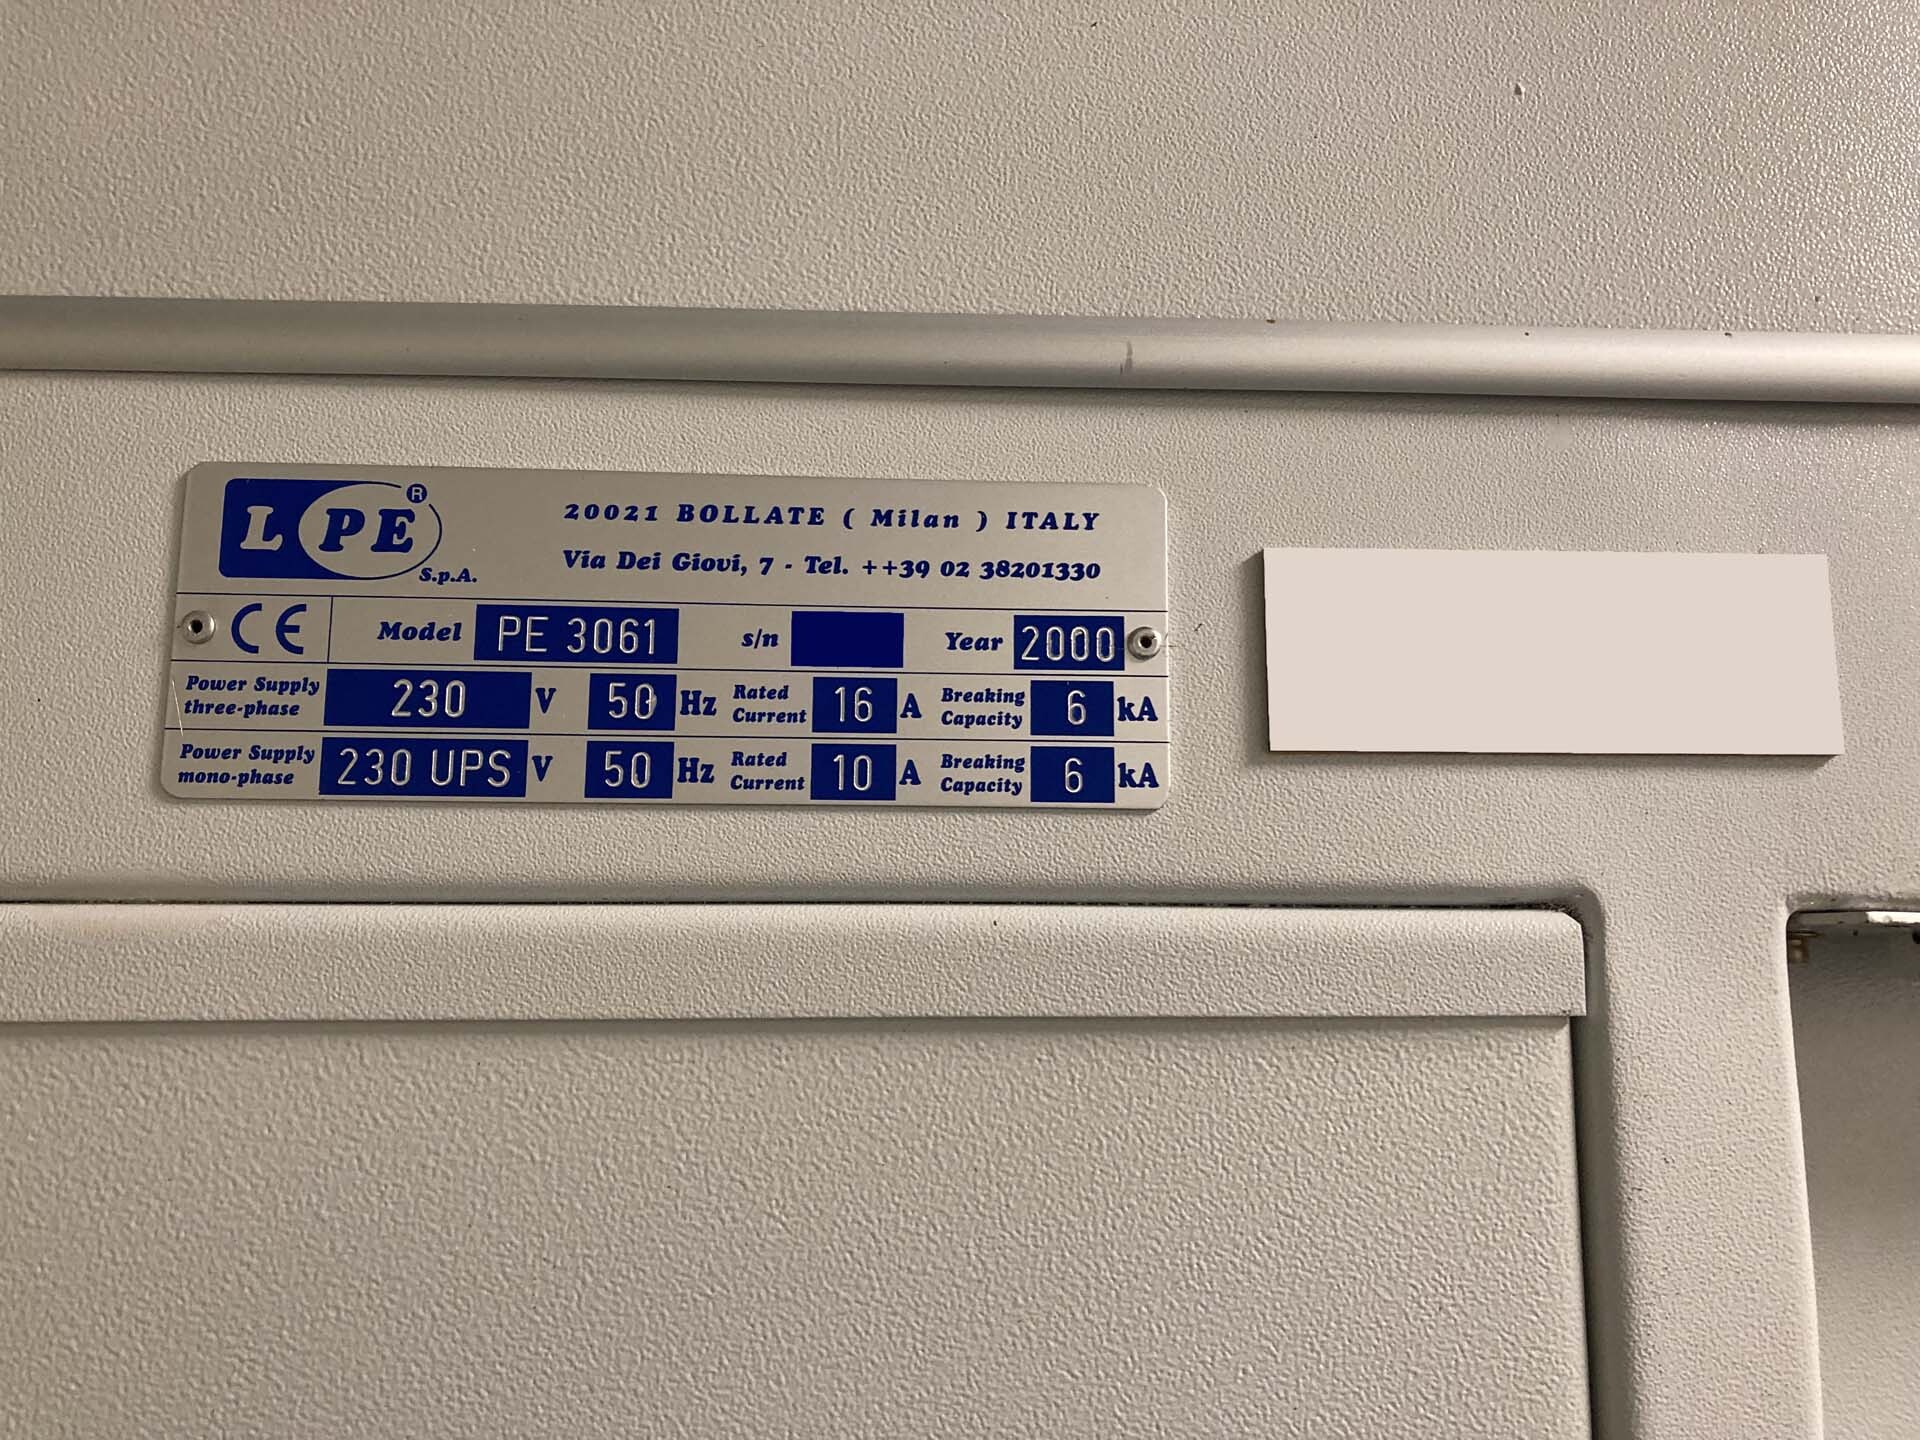 LPE ® S.p.A.
20021 BOLLATE ( Milan ) ITALY
Via Dei Giovi, 7 - Tel. ++39 02 38201330
CE Model PE 3061 s/n Year 2000
Power Supply three-phase 230 V 50 Hz Rated Current 16 A Breaking Capacity 6 kA
Power Supply mono-phase 230 UPS V 50 Hz Rated Current 10 A Breaking Capacity 6 kA